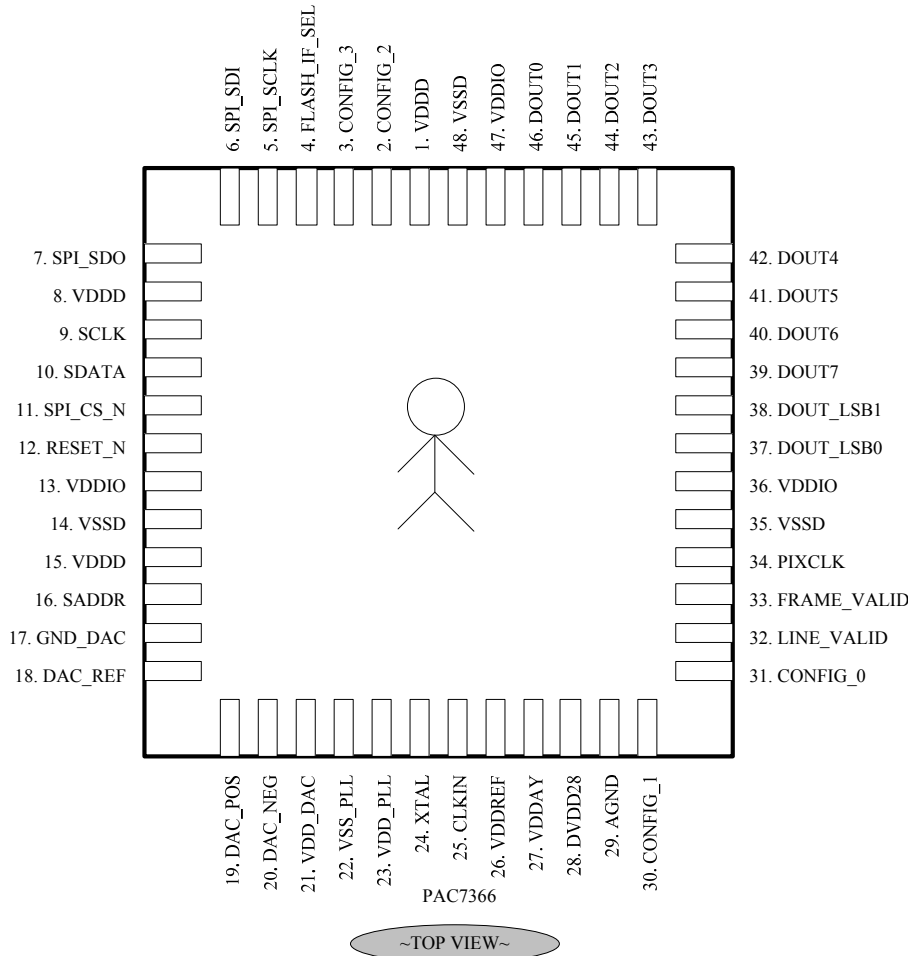 6. SPI_SDI
5. SPI_SCLK
4. FLASH_IF_SEL
3. CONFIG_3
2. CONFIG_2
1. VDDD
48. VSSD
47. VDDIO
46. DOUT0
45. DOUT1
44. DOUT2
43. DOUT3
7. SPI_SDO
8. VDDD
9. SCLK
10. SDATA
11. SPI_CS_N
12. RESET_N
13. VDDIO
14. VSSD
15. VDDD
16. SADDR
17. GND_DAC
18. DAC_REF
42. DOUT4
41. DOUT5
40. DOUT6
39. DOUT7
38. DOUT_LSB1
37. DOUT_LSB0
36. VDDIO
35. VSSD
34. PIXCLK
33. FRAME_VALID
32. LINE_VALID
31. CONFIG_0
19. DAC_POS
20. DAC_NEG
21. VDD_DAC
22. VSS_PLL
23. VDD_PLL
24. XTAL
25. CLKIN
26. VDDREF
27. VDDAY
28. DVDD28
29. AGND
30. CONFIG_1
PAC7366
~TOP VIEW~